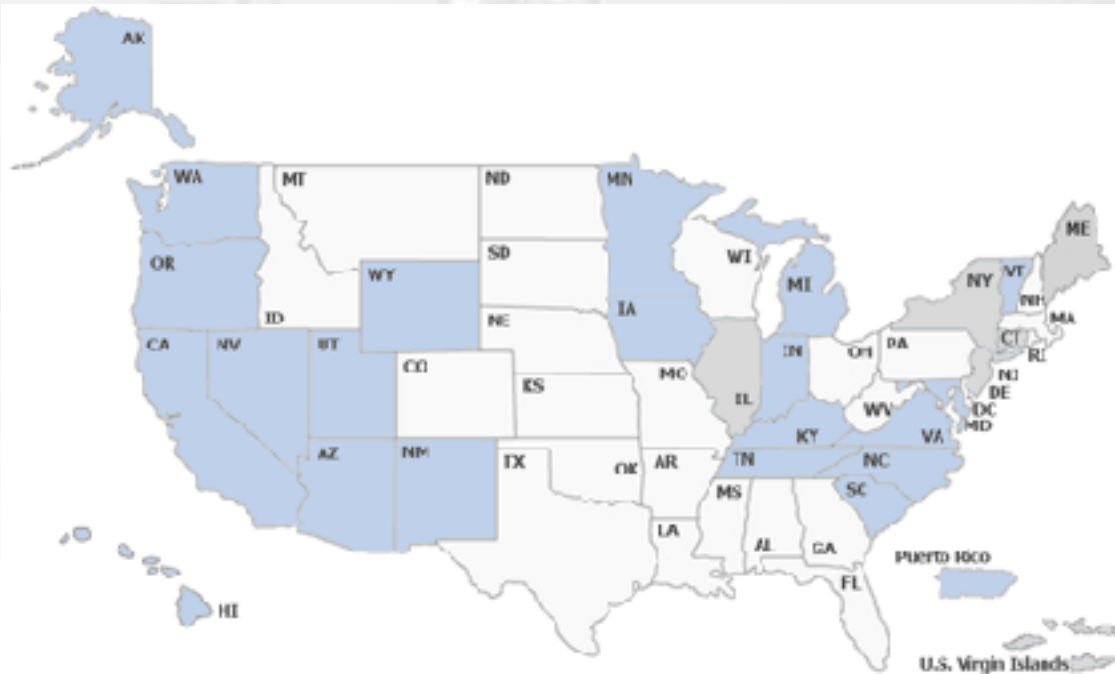 AK
WA
MT
ND
MN
ME
OR
SD
WI
NY
VT
WY
MI
NH
ID
NE
IA
MA
CA
NV
UT
CO
IN
OH
PA
CT
RI
KS
MO
IL
NJ
DE
WV
DC
KY
VA
MD
AZ
NM
TX
OK
AR
TN
NC
MS
SC
LA
AL
GA
Puerto Rico
FL
HI
U.S. Virgin Islands